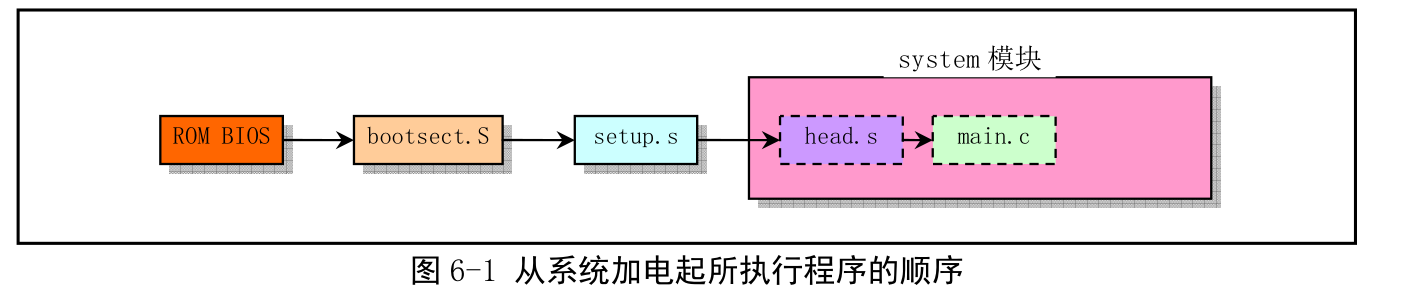 system 模块
ROM BIOS
bootsect.S
setup.s
head.s
main.c
图 6-1 从系统加电起所执行程序的顺序